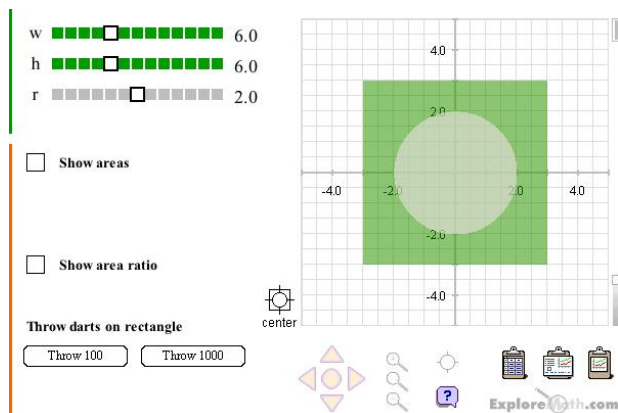 w 6.0
h 6.0
r 2.0
Show areas
Show area ratio
Throw darts on rectangle
Throw 100 Throw 1000
center
4.0
2.0
-4.0 -2.0 2.0 4.0
-2.0
-4.0
?
ExploreMath.com